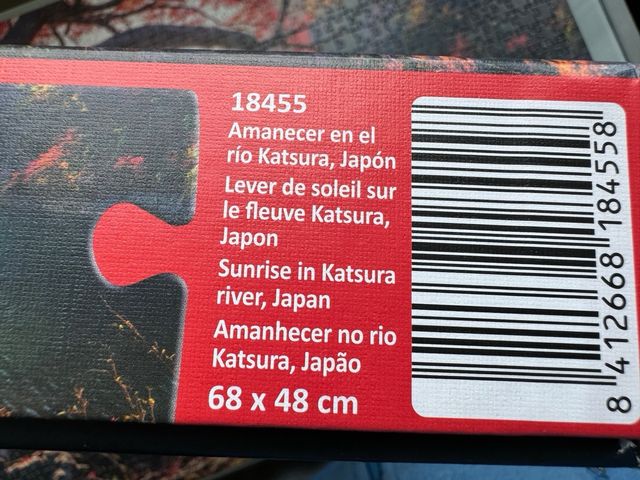 18455
Amanecer en el
río Katsura, Japón
Lever de soleil sur
le fleuve Katsura,
Japon
Sunrise in Katsura
river, Japan
Amanhecer no rio
Katsura, Japão
68 x 48 cm
8 412668 184558